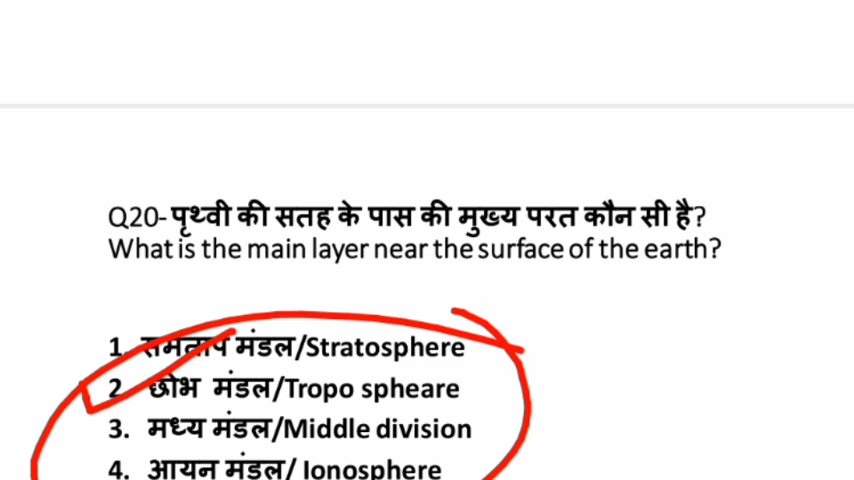 Q20-पृथ्वी की सतह के पास की मुख्य परत कौन सी है?
What is the main layer near the surface of the earth?
1. समताप मंडल/Stratosphere
2 छोभ मंडल/Tropo spheare
3. मध्य मंडल/Middle division
4. आयन मंडल/ Ionosphere